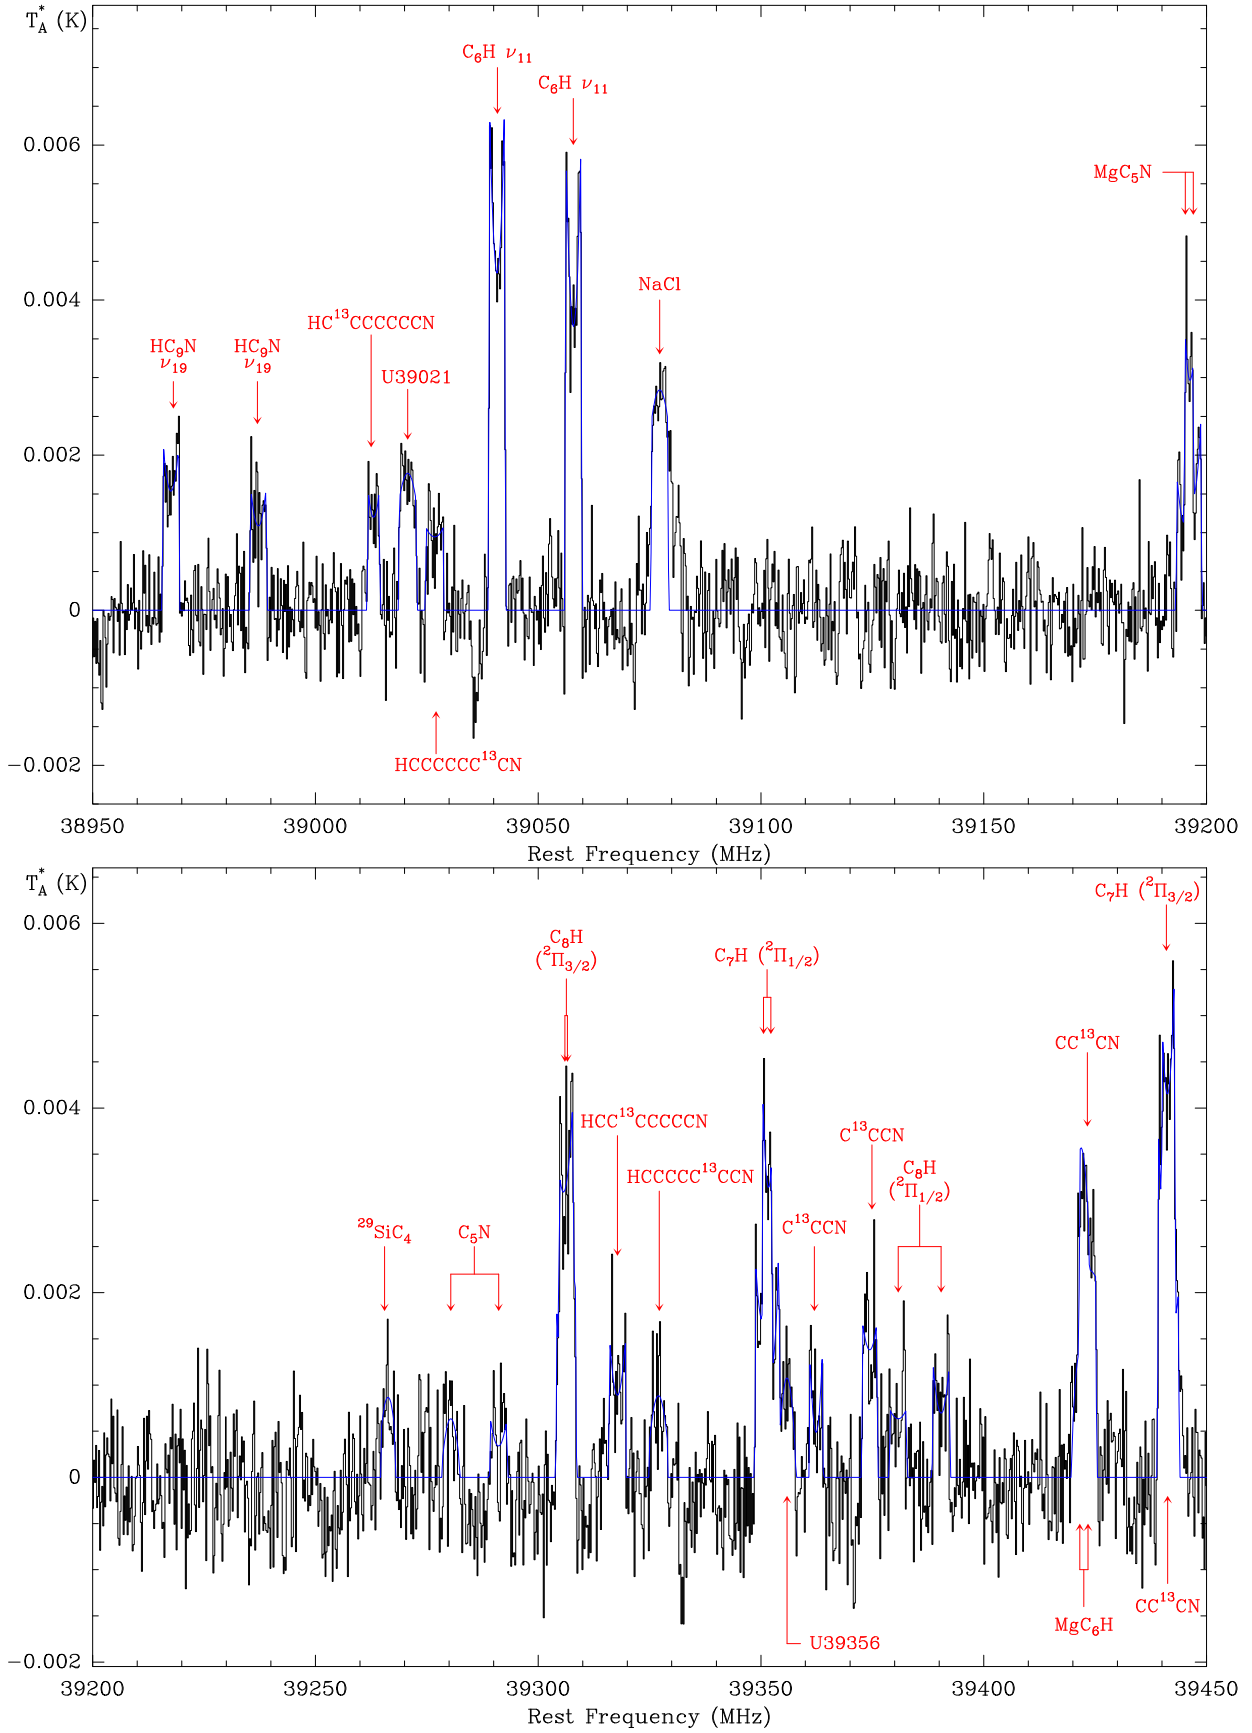 T*A (K)
C6H ν11
C6H ν11
0.006
MgC5N
NaCl
0.004
HC13CCCCCCN
HC9N
ν19
HC9N
ν19
U39021
0.002
0
HCCCCCC13CN
−0.002
38950 39000 39050 39100 39150 39200
Rest Frequency (MHz)
T*A (K)
C7H (2Π3/2)
0.006
C8H
(2Π3/2)
C7H (2Π1/2)
CC13CN
0.004
HCC13CCCCCN
C13CCN
HCCCCC13CCN
C8H
(2Π1/2)
29SiC4
C5N
C13CCN
0.002
0
CC13CN
MgC6H
U39356
−0.002
39200 39250 39300 39350 39400 39450
Rest Frequency (MHz)